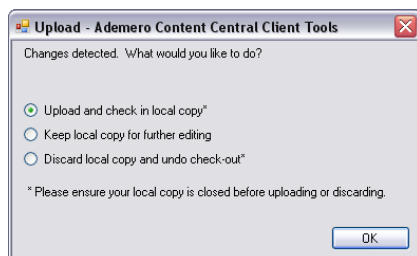 Upload - Ademero Content Central Client Tools
Changes detected. What would you like to do?
Upload and check in local copy*
Keep local copy for further editing
Discard local copy and undo check-out*
* Please ensure your local copy is closed before uploading or discarding.
OK